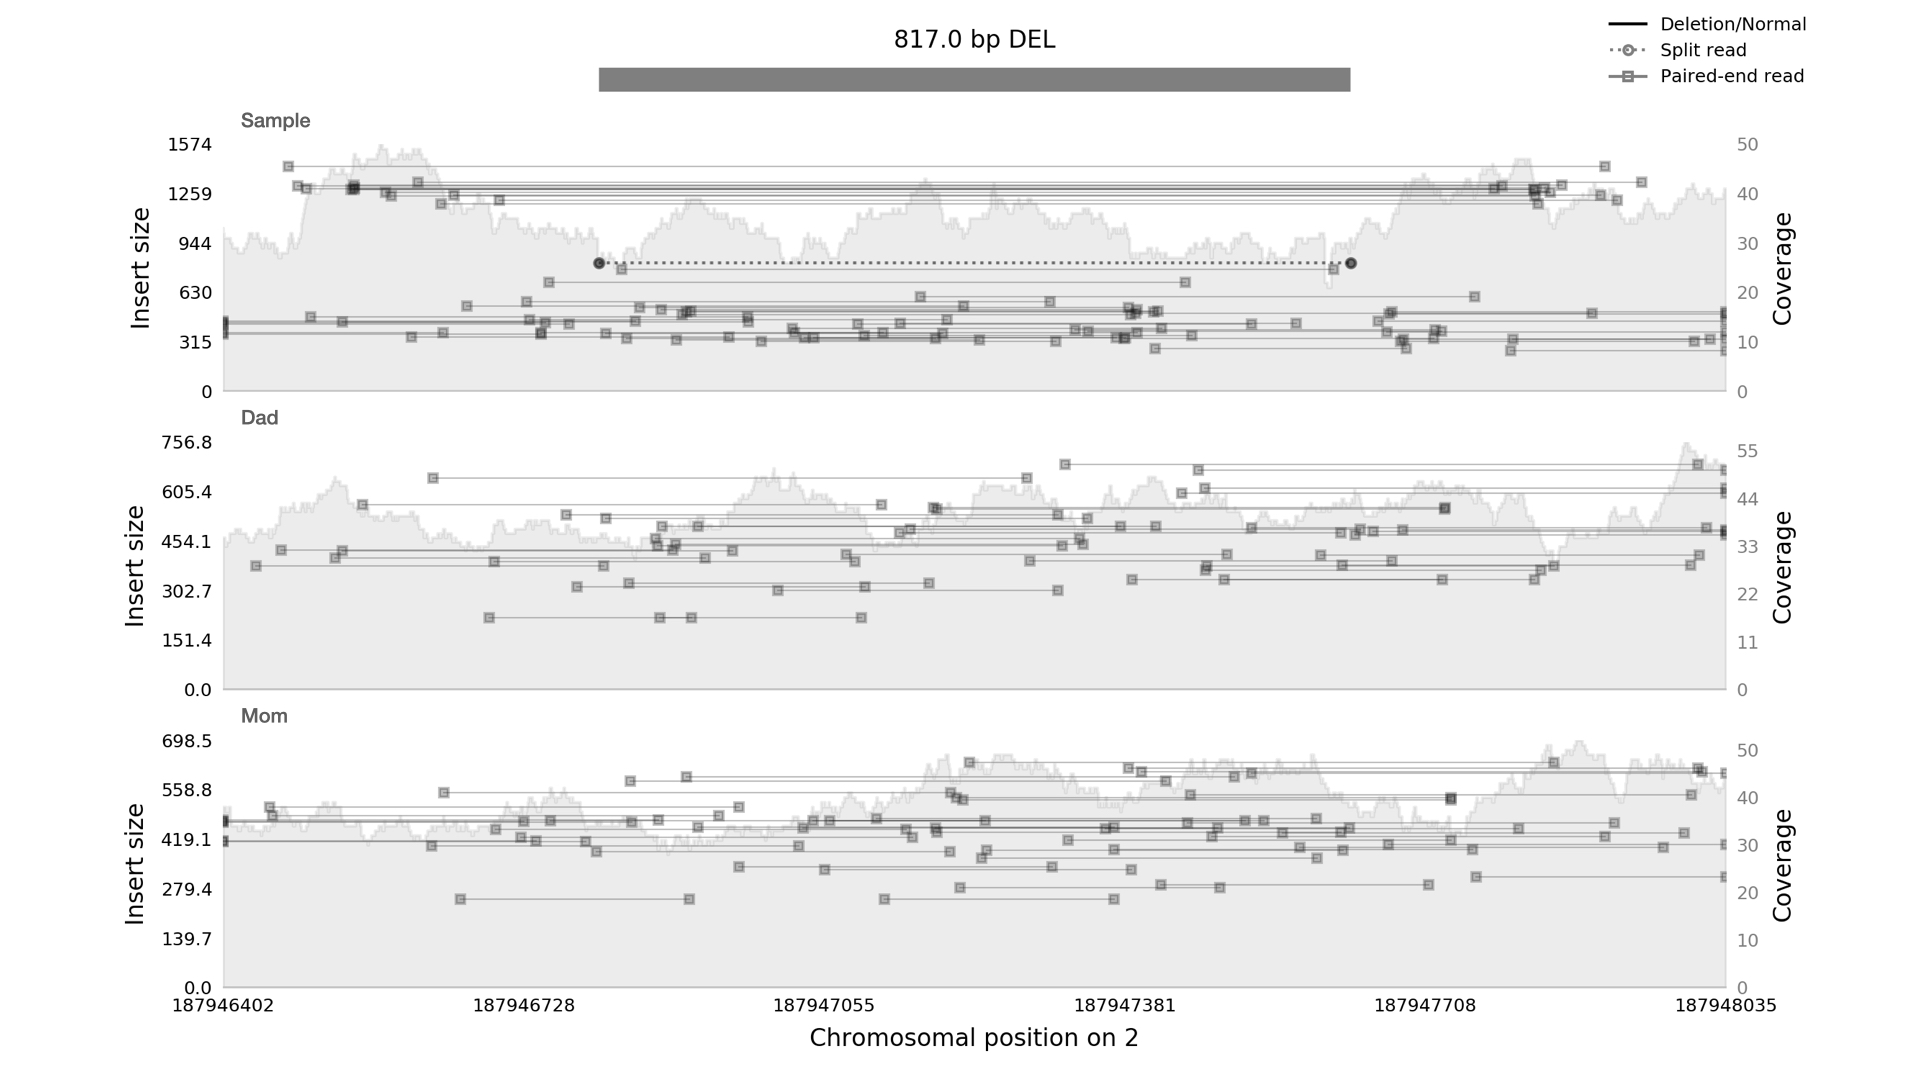 817.0 bp DEL
Deletion/Normal
Split read
Paired-end read
Sample
1574
1259
944
630
315
0
Insert size
50
40
30
20
10
0
Coverage
Dad
756.8
605.4
454.1
302.7
151.4
0.0
Insert size
55
44
33
22
11
0
Coverage
Mom
698.5
558.8
419.1
279.4
139.7
0.0
Insert size
50
40
30
20
10
0
Coverage
187946402 187946728 187947055 187947381 187947708 187948035
Chromosomal position on 2